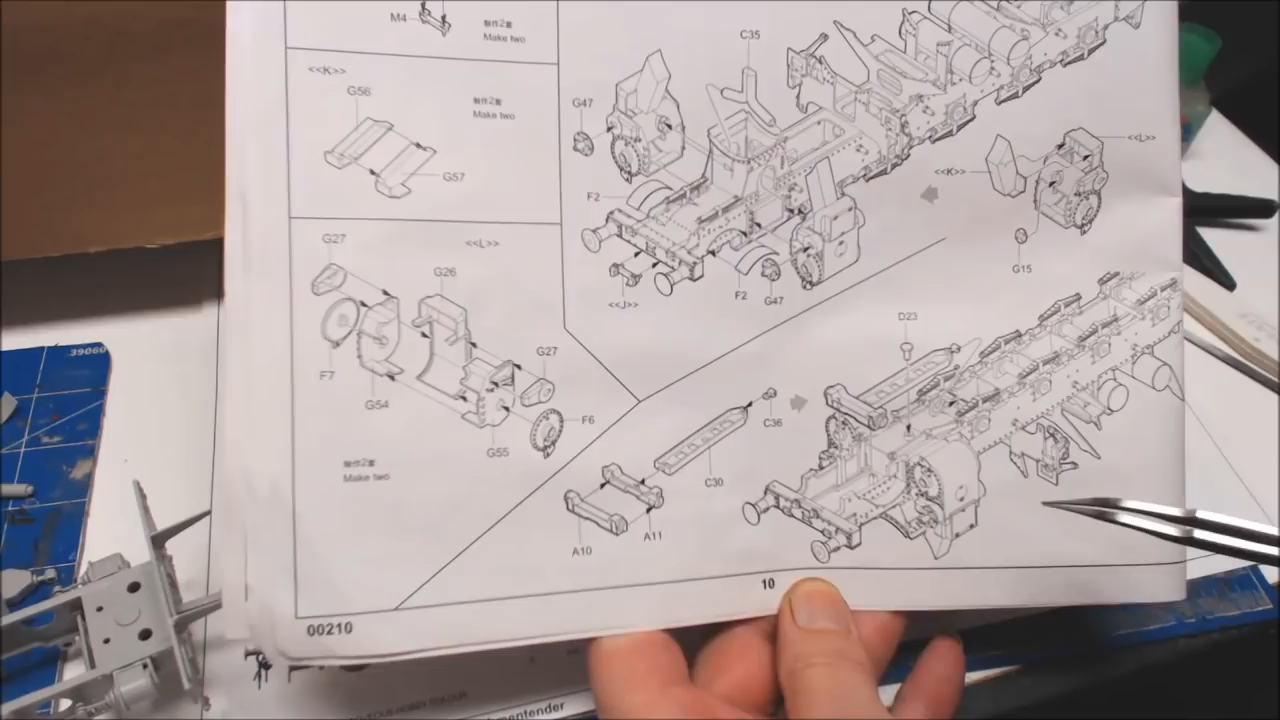 M4
制作2套
Make two
<<K>>
G56
制作2套
Make two
G57
G27
<<L>>
G26
G27
F7
G54
F6
G55
制作2套
Make two
C35
G47
F2
<<J>>
F2
G47
<<K>>
<<L>>
G15
D23
C36
C30
A10
A11
10
00210
39060
mentender